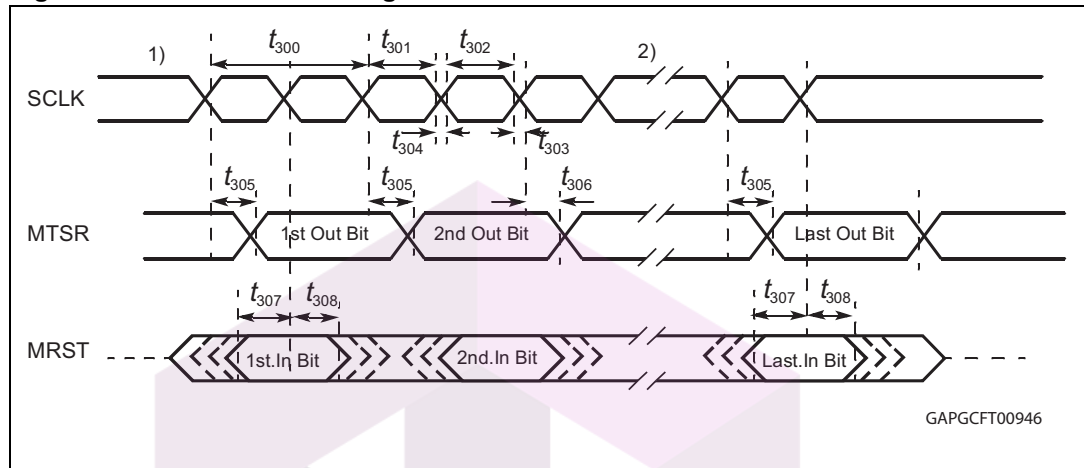 1) t300 t301 t302 2)
SCLK
t304 t303
t305 t305 t306 t305
MTSR 1st Out Bit 2nd Out Bit Last Out Bit
t307 t308 t307 t308
MRST 1st.In Bit 2nd.In Bit Last.In Bit
GAPGCFT00946